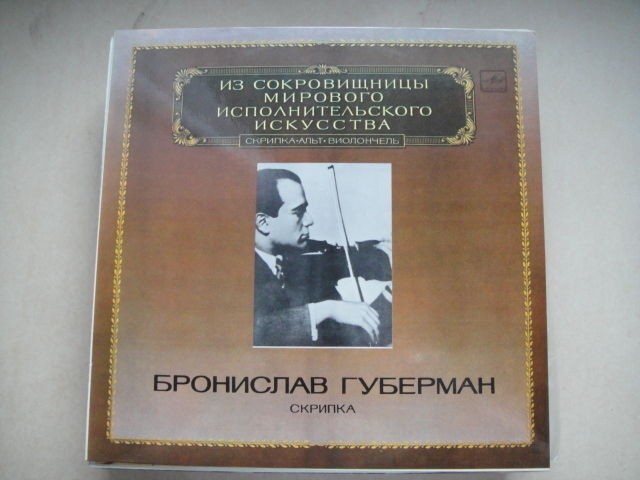 ИЗ СОКРОВИЩНИЦЫ
МИРОВОГО
ИСПОЛНИТЕЛЬСКОГО
ИСКУССТВА
СКРИПКА•АЛЬТ•ВИОЛОНЧЕЛЬ
БРОНИСЛАВ ГУБЕРМАН
СКРИПКА